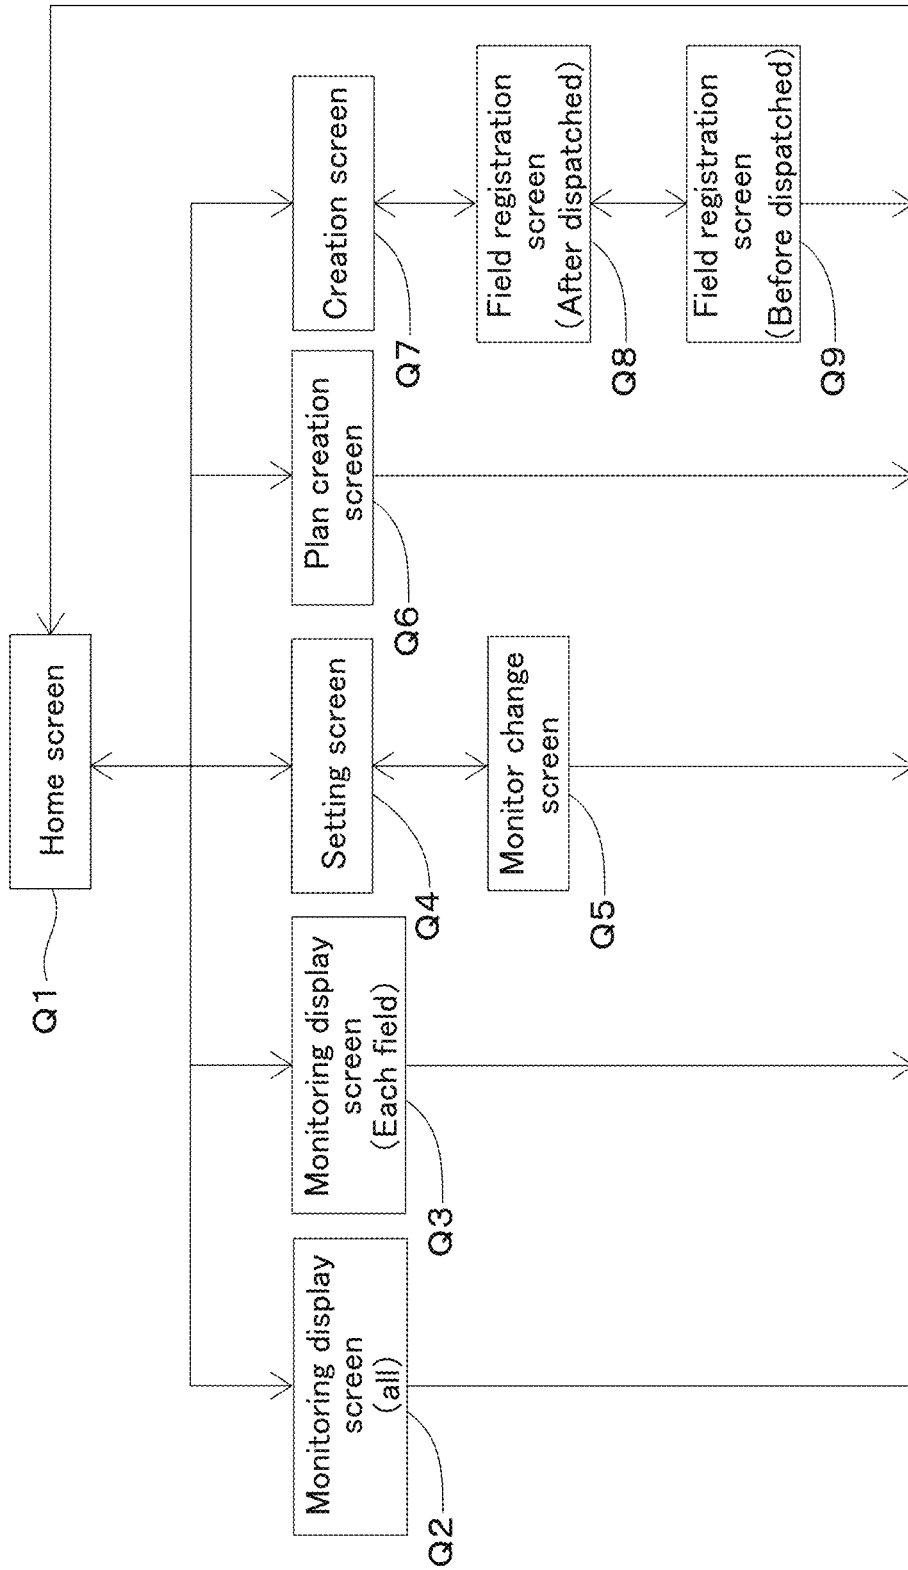 Q1
Home screen
Monitoring display
screen
(all)
Q2
Monitoring display
screen
(Each field)
Q3
Setting screen
Q4
Monitor change
screen
Q5
Plan creation
screen
Q6
Creation screen
Q7
Field registration
screen
(After dispatched)
Q8
Field registration
screen
(Before dispatched)
Q9